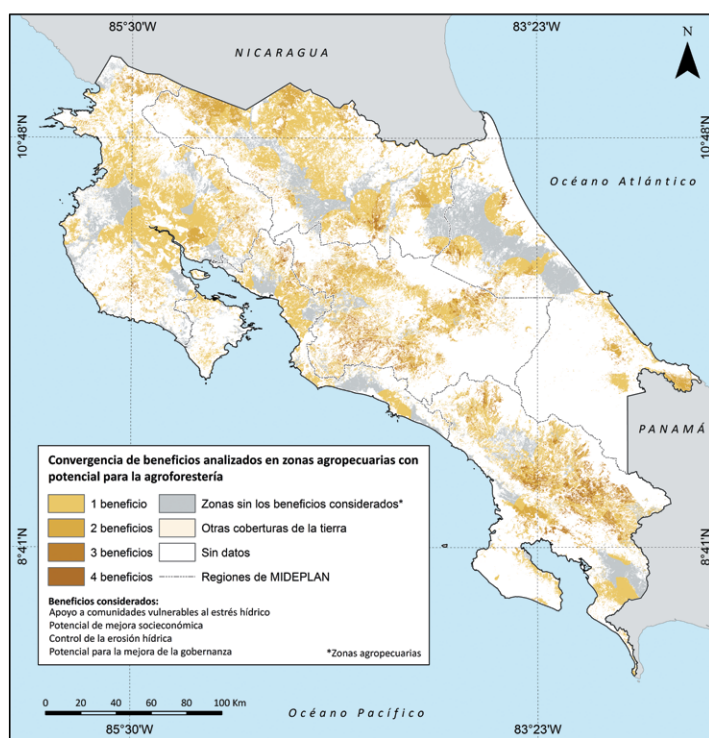 85°30'W
83°23'W
NICARAGUA
N
10°48'N
10°48'N
Océano Atlántico
PANAMÁ
Convergencia de beneficios analizados en zonas agropecuarias con
potencial para la agroforestería
1 beneficio
Zonas sin los beneficios considerados*
2 beneficios
Otras coberturas de la tierra
3 beneficios
Sin datos
4 beneficios
Regiones de MIDEPLAN
Beneficios considerados:
Apoyo a comunidades vulnerables al estrés hídrico
Potencial de mejora socioeconómica
Control de la erosión hídrica
Potencial para la mejora de la gobernanza
*Zonas agropecuarias
8°41'N
8°41'N
0 20 40 60 80 100 Km
Océano Pacífico
85°30'W
83°23'W